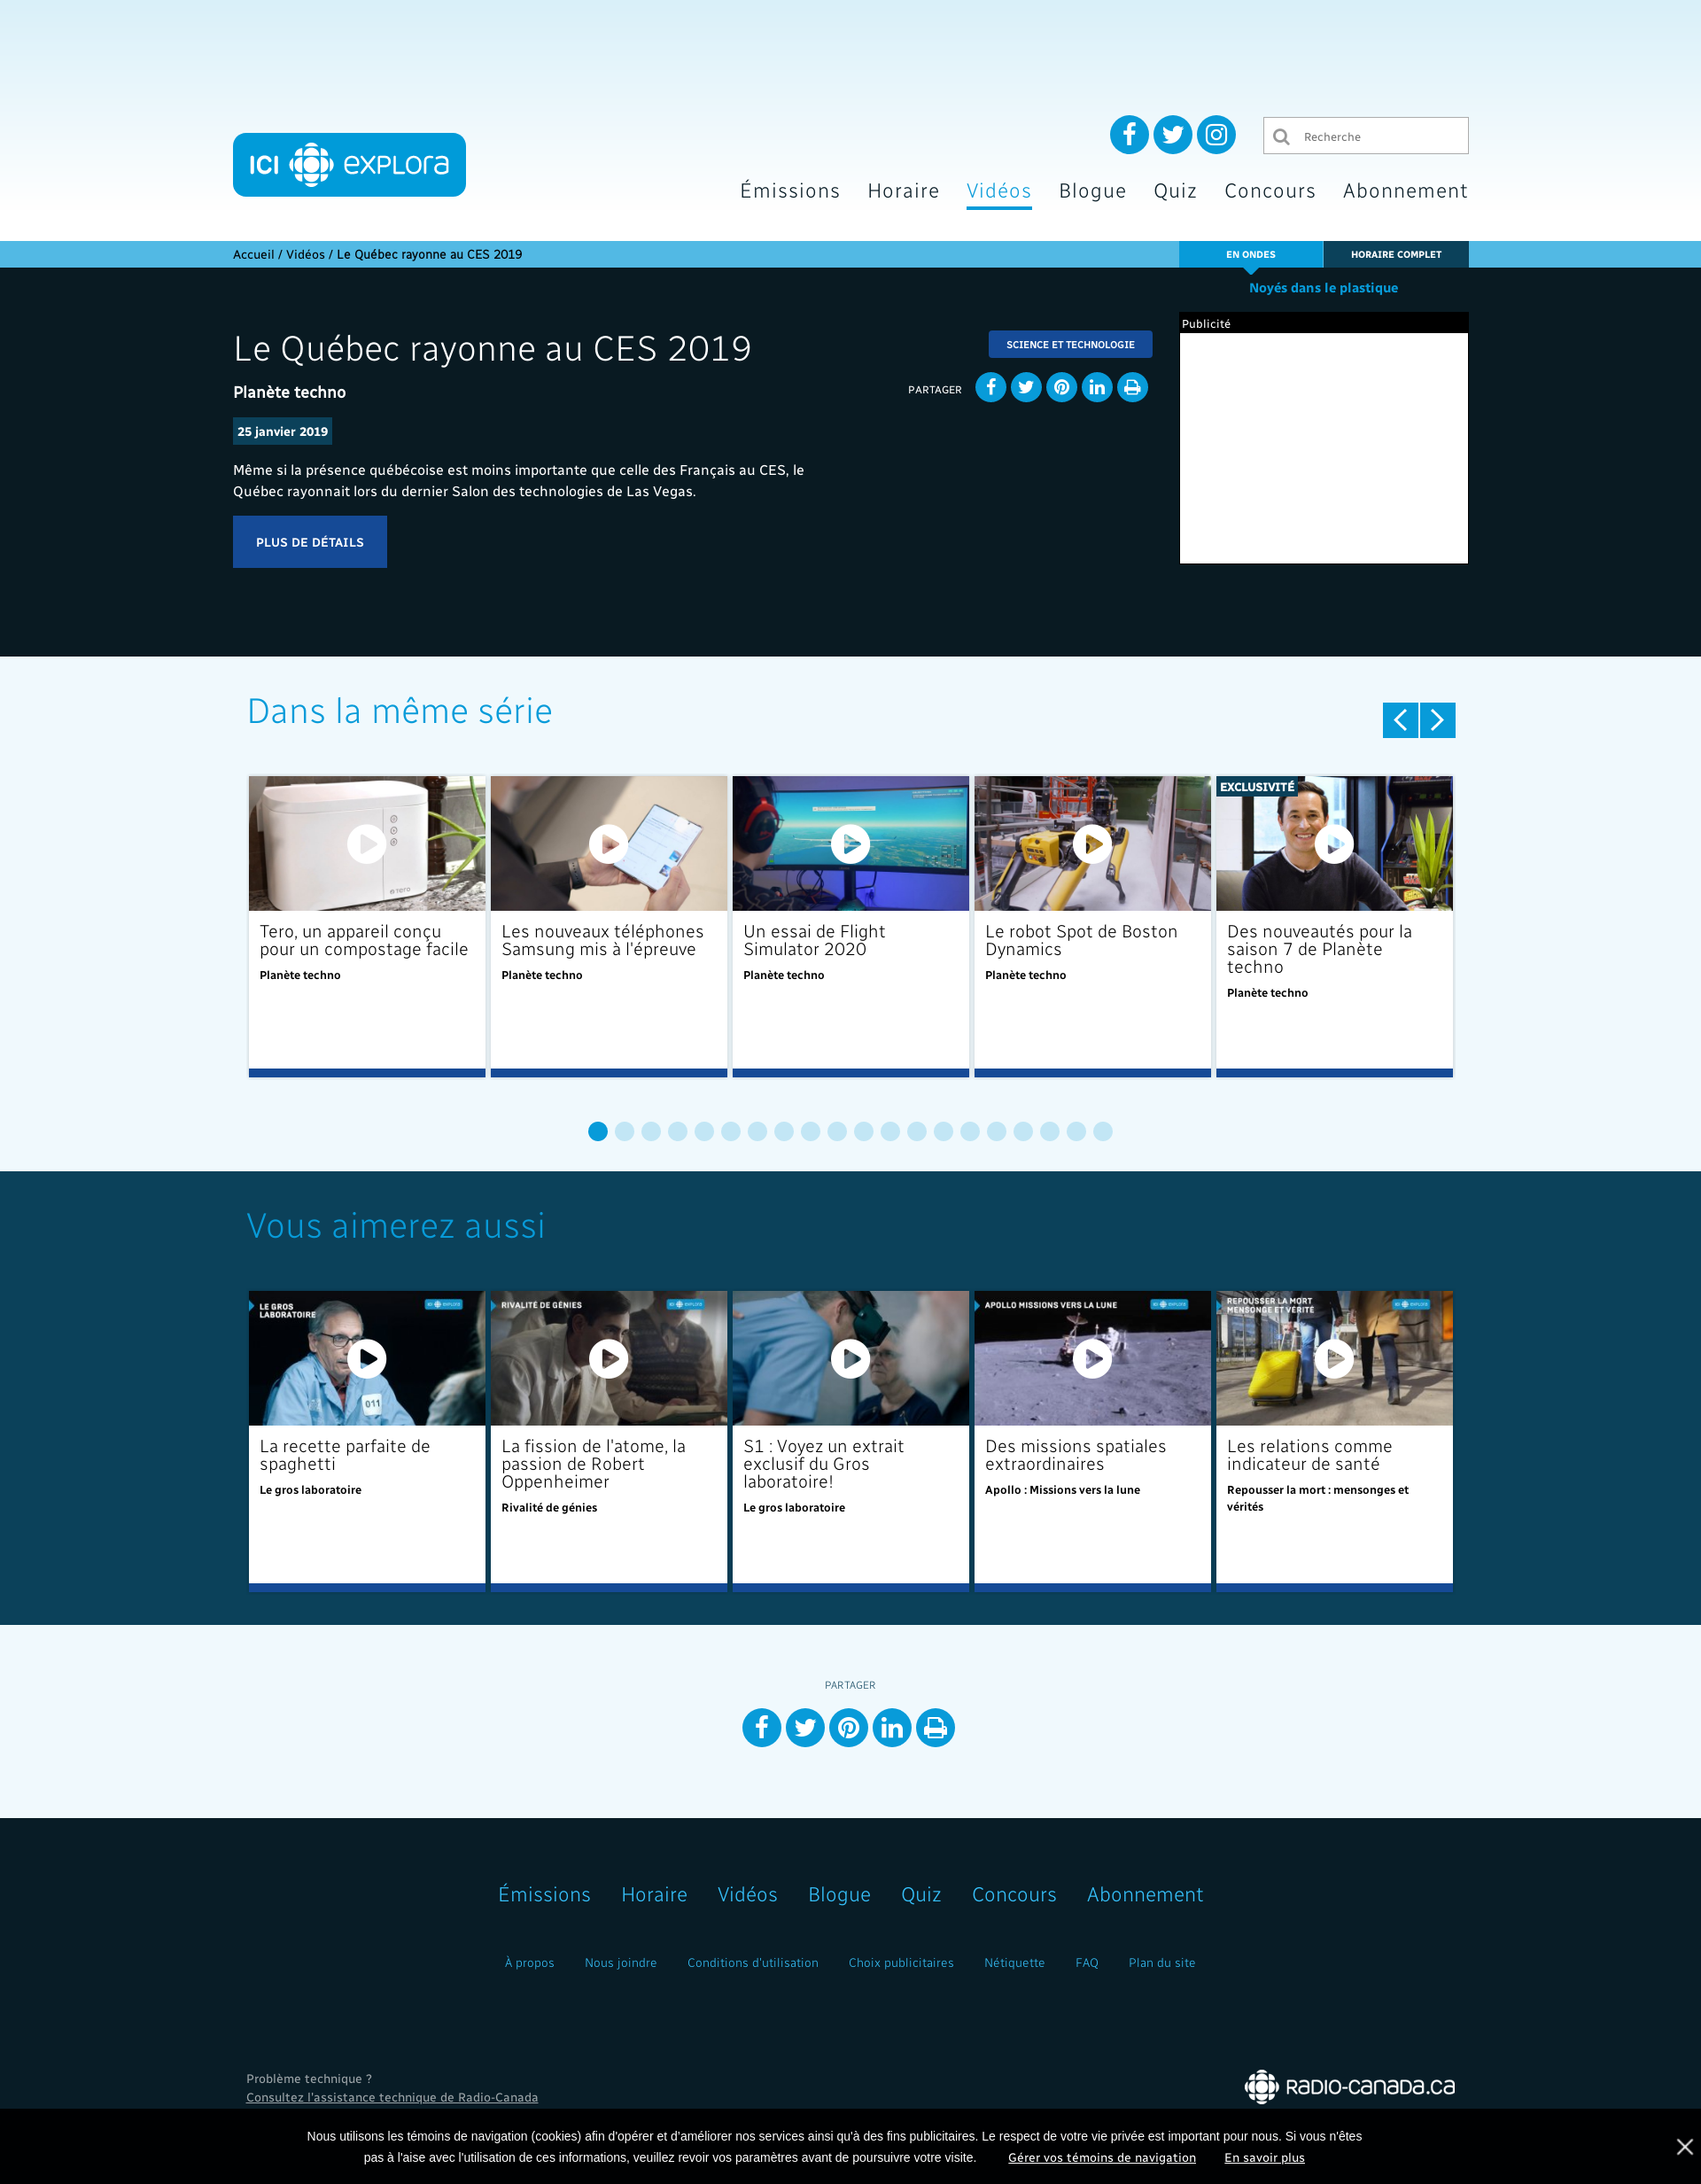 ICI explora
Recherche
Émissions Horaire Vidéos Blogue Quiz Concours Abonnement
Accueil / Vidéos / Le Québec rayonne au CES 2019
EN ONDES
HORAIRE COMPLET
Noyés dans le plastique
Publicité
Le Québec rayonne au CES 2019
SCIENCE ET TECHNOLOGIE
PARTAGER
Planète techno
25 janvier 2019
Même si la présence québécoise est moins importante que celle des Français au CES, le
Québec rayonnait lors du dernier Salon des technologies de Las Vegas.
PLUS DE DÉTAILS
Dans la même série
TERO
Tero, un appareil conçu
pour un compostage facile
Planète techno
Les nouveaux téléphones
Samsung mis à l'épreuve
Planète techno
Un essai de Flight
Simulator 2020
Planète techno
Le robot Spot de Boston
Dynamics
Planète techno
EXCLUSIVITÉ
Des nouveautés pour la
saison 7 de Planète
techno
Planète techno
Vous aimerez aussi
LE GROS
LABORATOIRE
ICI EXPLORA
011
La recette parfaite de
spaghetti
Le gros laboratoire
RIVALITÉ DE GÉNIES
ICI EXPLORA
La fission de l'atome, la
passion de Robert
Oppenheimer
Rivalité de génies
S1 : Voyez un extrait
exclusif du Gros
laboratoire!
Le gros laboratoire
APOLLO MISSIONS VERS LA LUNE
ICI EXPLORA
Des missions spatiales
extraordinaires
Apollo : Missions vers la lune
REPOUSSER LA MORT
MENSONGE ET VÉRITÉ
ICI EXPLORA
Les relations comme
indicateur de santé
Repousser la mort : mensonges et
vérités
PARTAGER
Émissions Horaire Vidéos Blogue Quiz Concours Abonnement
À propos Nous joindre Conditions d'utilisation Choix publicitaires Nétiquette FAQ Plan du site
Problème technique ?
Consultez l'assistance technique de Radio-Canada
RADIO-CANADA.CA
Nous utilisons les témoins de navigation (cookies) afin d'opérer et d'améliorer nos services ainsi qu'à des fins publicitaires. Le respect de votre vie privée est important pour nous. Si vous n'êtes
pas à l'aise avec l'utilisation de ces informations, veuillez revoir vos paramètres avant de poursuivre votre visite. Gérer vos témoins de navigation En savoir plus